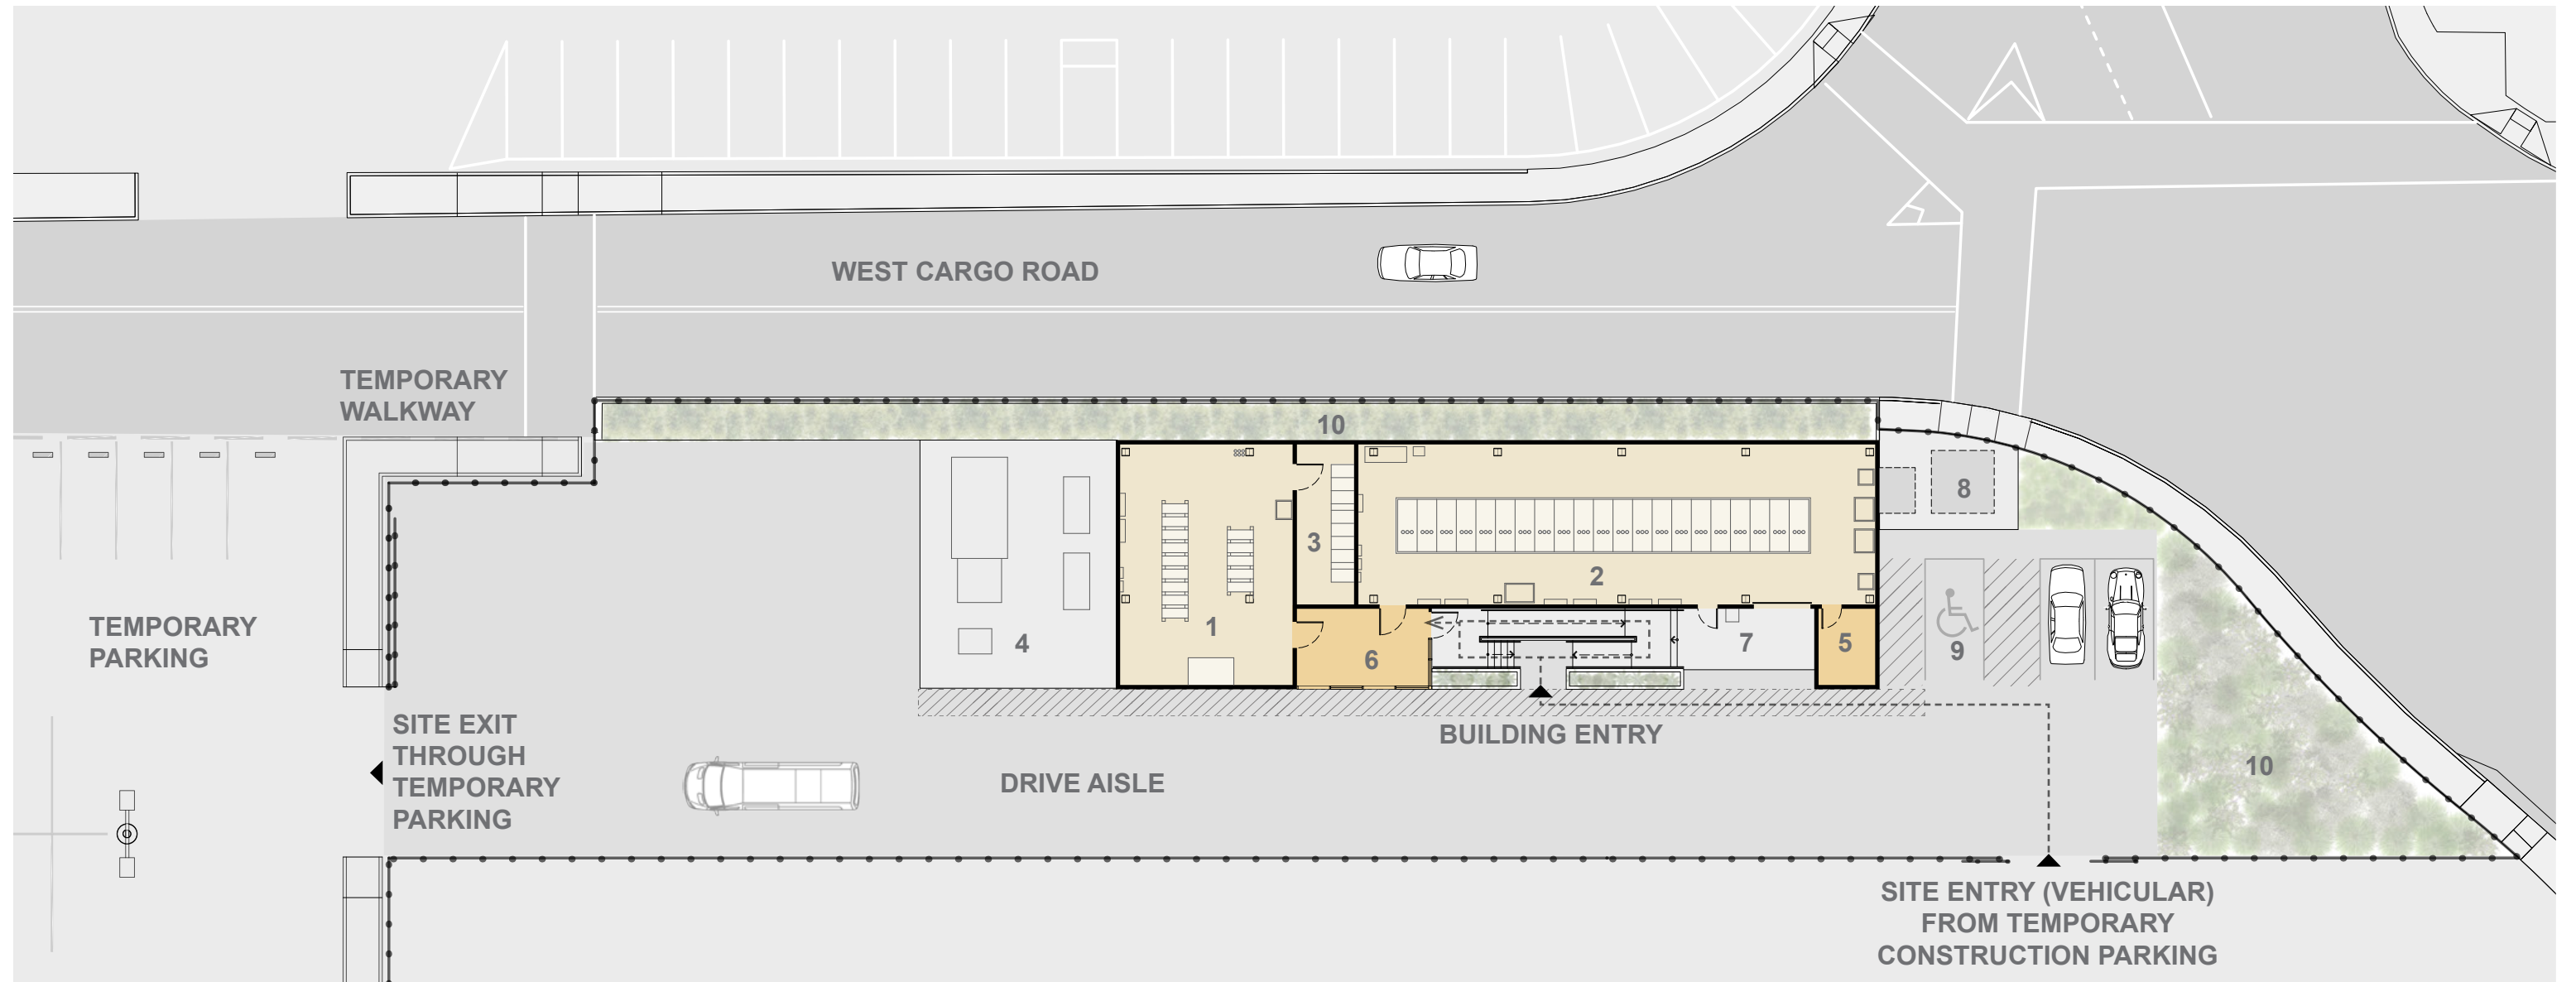 WEST CARGO ROAD
TEMPORARY
WALKWAY
10
8
3
2
1
4
6
7
5
9
TEMPORARY
PARKING
SITE EXIT
THROUGH
TEMPORARY
PARKING
BUILDING ENTRY
DRIVE AISLE
10
SITE ENTRY (VEHICULAR)
FROM TEMPORARY
CONSTRUCTION PARKING